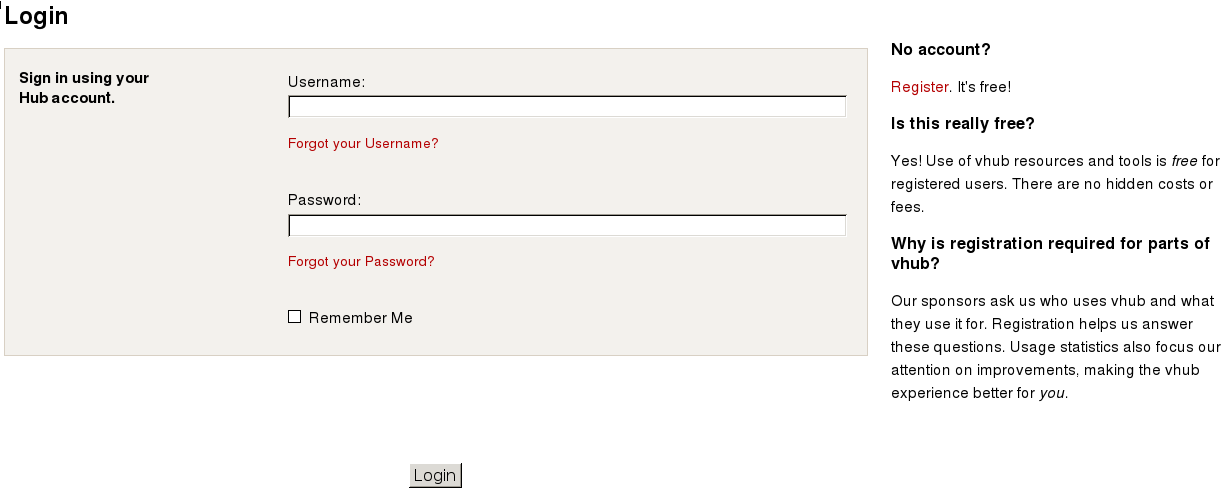 Login
Sign in using your
Hub account.
Username:
Forgot your Username?
Password:
Forgot your Password?
Remember Me
Login
No account?
Register. It's free!
Is this really free?
Yes! Use of vhub resources and tools is free for
registered users. There are no hidden costs or
fees.
Why is registration required for parts of
vhub?
Our sponsors ask us who uses vhub and what
they use it for. Registration helps us answer
these questions. Usage statistics also focus our
attention on improvements, making the vhub
experience better for you.